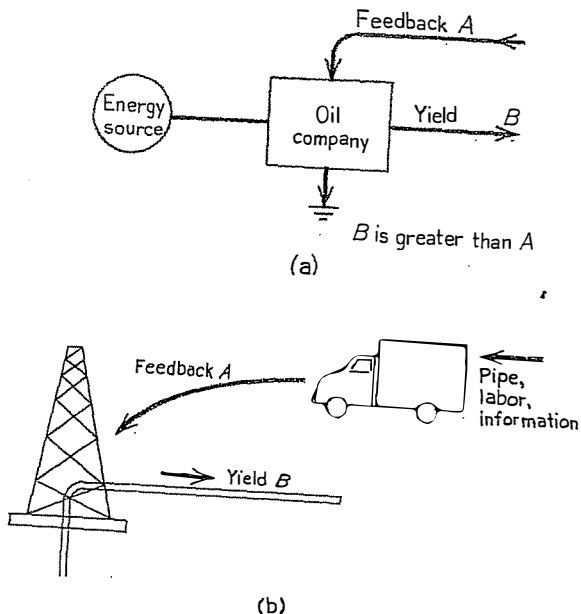 Feedback A
Energy
source
Oil
company
Yield
B
B is greater than A
(a)
Feedback A
Pipe,
labor,
information
Yield B
(b)